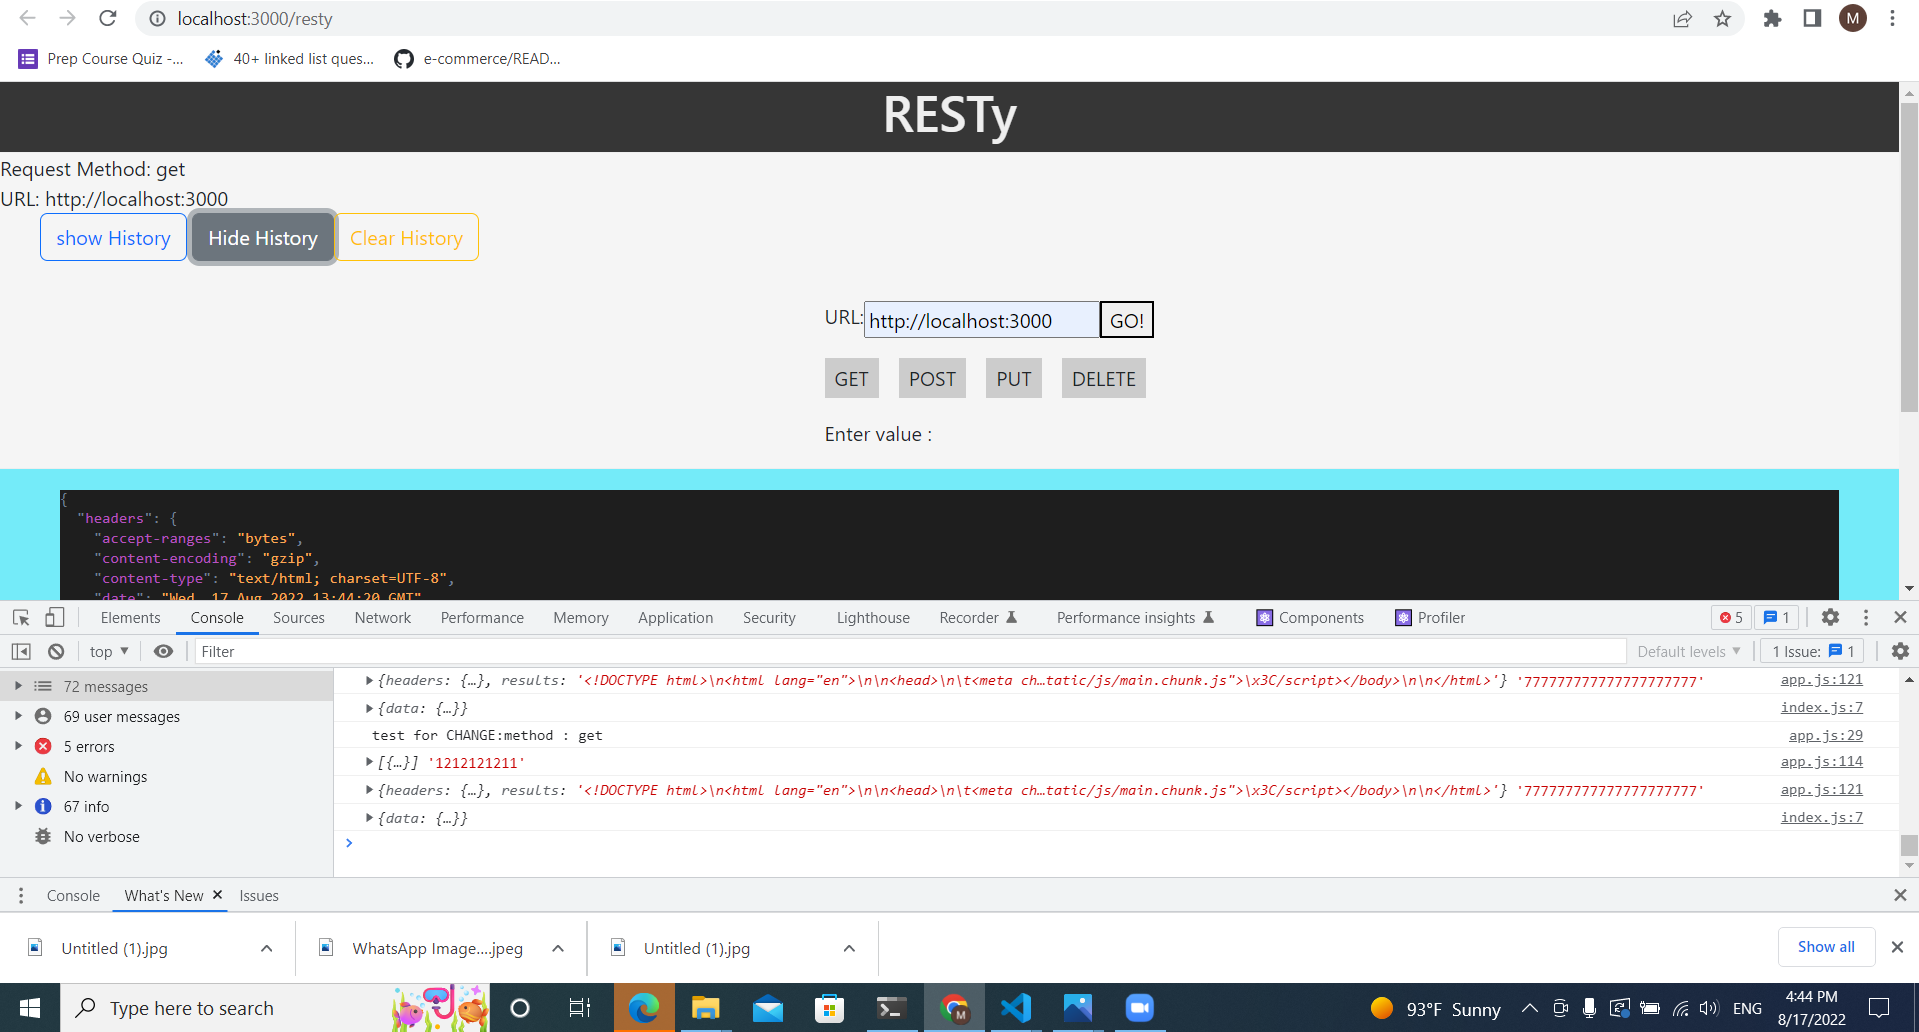 localhost:3000/resty
M
Prep Course Quiz -...
40+ linked list ques...
e-commerce/READ...
RESTy
Request Method: get
URL: http://localhost:3000
show History
Hide History
Clear History
URL:
http://localhost:3000
GO!
GET
POST
PUT
DELETE
Enter value :
{
"headers": {
"accept-ranges": "bytes",
"content-encoding": "gzip",
"content-type": "text/html; charset=UTF-8",
"date": "Wed, 17 Aug 2022 13:44:20 GMT"
Elements
Console
Sources
Network
Performance
Memory
Application
Security
Lighthouse
Recorder
Performance insights
Components
Profiler
5
1
top
Filter
Default levels
1 Issue:
1
72 messages
69 user messages
5 errors
No warnings
67 info
No verbose
{headers: {…}, results: '<!DOCTYPE html>\n<html lang="en">\n\n<head>\n\t<meta ch…tatic/js/main.chunk.js">\x3C/script></body>\n\n</html>'} '777777777777777777777' app.js:121
{data: {…}} index.js:7
test for CHANGE:method : get app.js:29
[{…}] '1212121211' app.js:114
{headers: {…}, results: '<!DOCTYPE html>\n<html lang="en">\n\n<head>\n\t<meta ch…tatic/js/main.chunk.js">\x3C/script></body>\n\n</html>'} '777777777777777777777' app.js:121
{data: {…}} index.js:7
Console
What's New
Issues
Untitled (1).jpg
WhatsApp Image....jpeg
Untitled (1).jpg
Show all
Type here to search
M
93°F Sunny
ENG
4:44 PM
8/17/2022